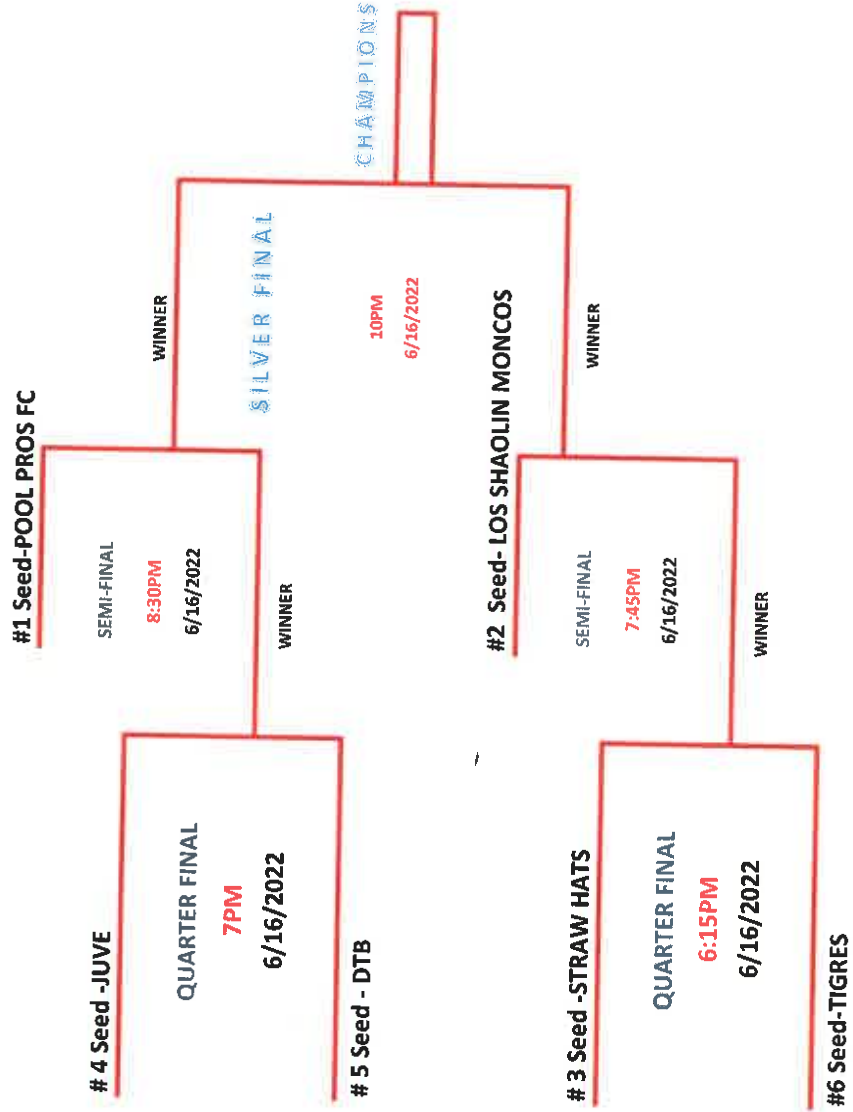 # 4 Seed -JUVE
QUARTER FINAL
7PM
6/16/2022
# 5 Seed - DTB
#1 Seed-POOL PROS FC
SEMI-FINAL
8:30PM
6/16/2022
WINNER
WINNER
SILVER FINAL
10PM
6/16/2022
CHAMPIONS
# 3 Seed -STRAW HATS
QUARTER FINAL
6:15PM
6/16/2022
#6 Seed-TIGRES
#2 Seed- LOS SHAOLIN MONCOS
SEMI-FINAL
7:45PM
6/16/2022
WINNER
WINNER